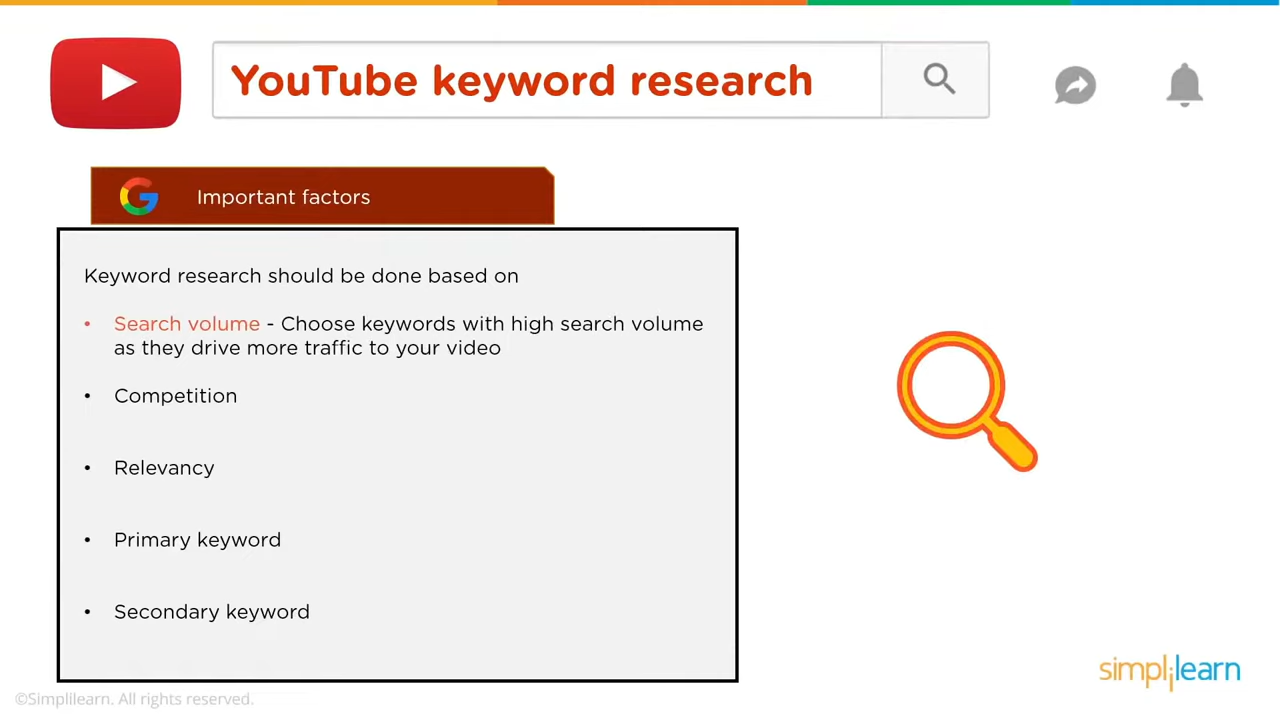 YouTube keyword research
Important factors
Keyword research should be done based on
• Search volume - Choose keywords with high search volume
as they drive more traffic to your video
• Competition
• Relevancy
• Primary keyword
• Secondary keyword
simplilearn
©Simplilearn. All rights reserved.